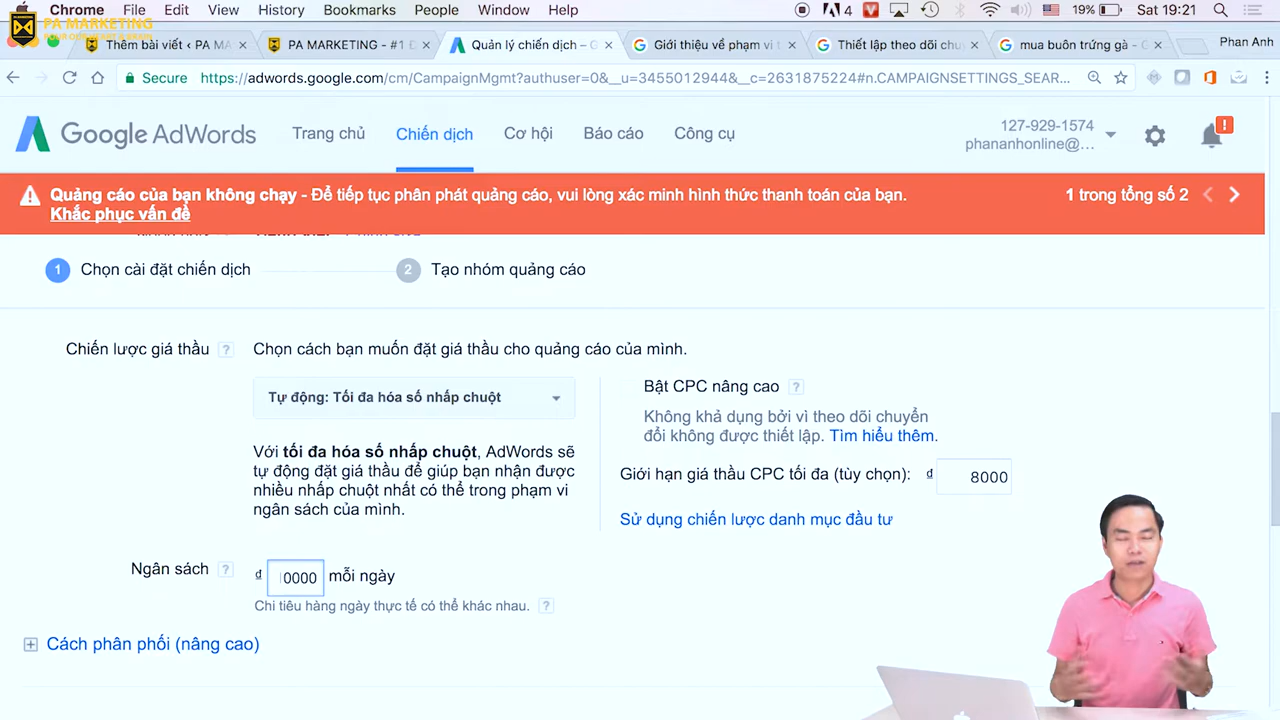 Chrome File Edit View History Bookmarks People Window Help 4 19% Sat 19:21
PA MARKETING
Thêm bài viết ‹ PA M PA MARKETING - #1 Đ Quản lý chiến dịch – G Giới thiệu về phạm vi t Thiết lập theo dõi chuy mua buôn trứng gà - G Phan Anh
Secure https://adwords.google.com/cm/CampaignMgmt?authuser=0&__u=3455012944&__c=2631875224#n.CAMPAIGNSETTINGS_SEAR...
Google AdWords Trang chủ Chiến dịch Cơ hội Báo cáo Công cụ
127-929-1574
phananhonline@...
!
Quảng cáo của bạn không chạy - Để tiếp tục phân phát quảng cáo, vui lòng xác minh hình thức thanh toán của bạn. 1 trong tổng số 2
Khắc phục vấn đề
1 Chọn cài đặt chiến dịch 2 Tạo nhóm quảng cáo
Chiến lược giá thầu ? Chọn cách bạn muốn đặt giá thầu cho quảng cáo của mình.
Tự động: Tối đa hóa số nhấp chuột
Với tối đa hóa số nhấp chuột, AdWords sẽ
tự động đặt giá thầu để giúp bạn nhận được
nhiều nhấp chuột nhất có thể trong phạm vi
ngân sách của mình.
Bật CPC nâng cao ?
Không khả dụng bởi vì theo dõi chuyển
đổi không được thiết lập. Tìm hiểu thêm.
Giới hạn giá thầu CPC tối đa (tùy chọn): ₫ 8000
Sử dụng chiến lược danh mục đầu tư
Ngân sách ? ₫ 0000 mỗi ngày
Chi tiêu hàng ngày thực tế có thể khác nhau. ?
Cách phân phối (nâng cao)